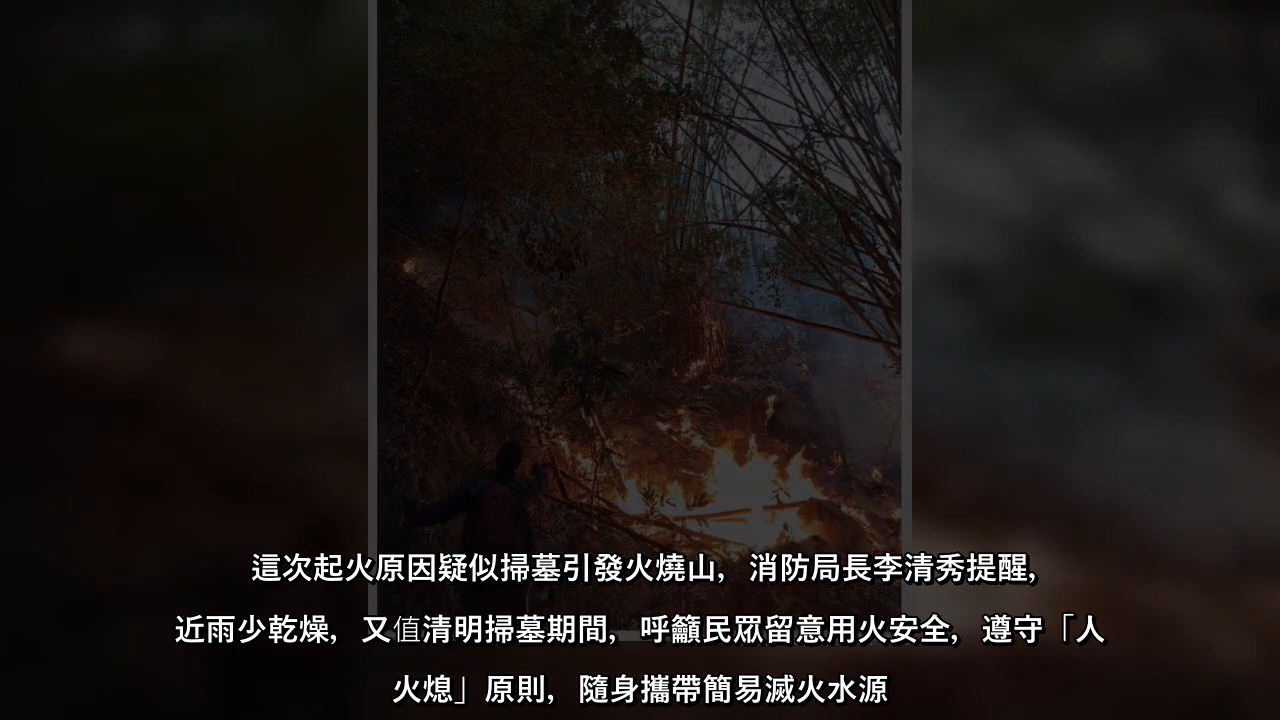 這次起火原因疑似掃墓引發火燒山，消防局長李清秀提醒，
近雨少乾燥，又值清明掃墓期間，呼籲民眾留意用火安全，遵守「人
火熄」原則，隨身攜帶簡易滅火水源